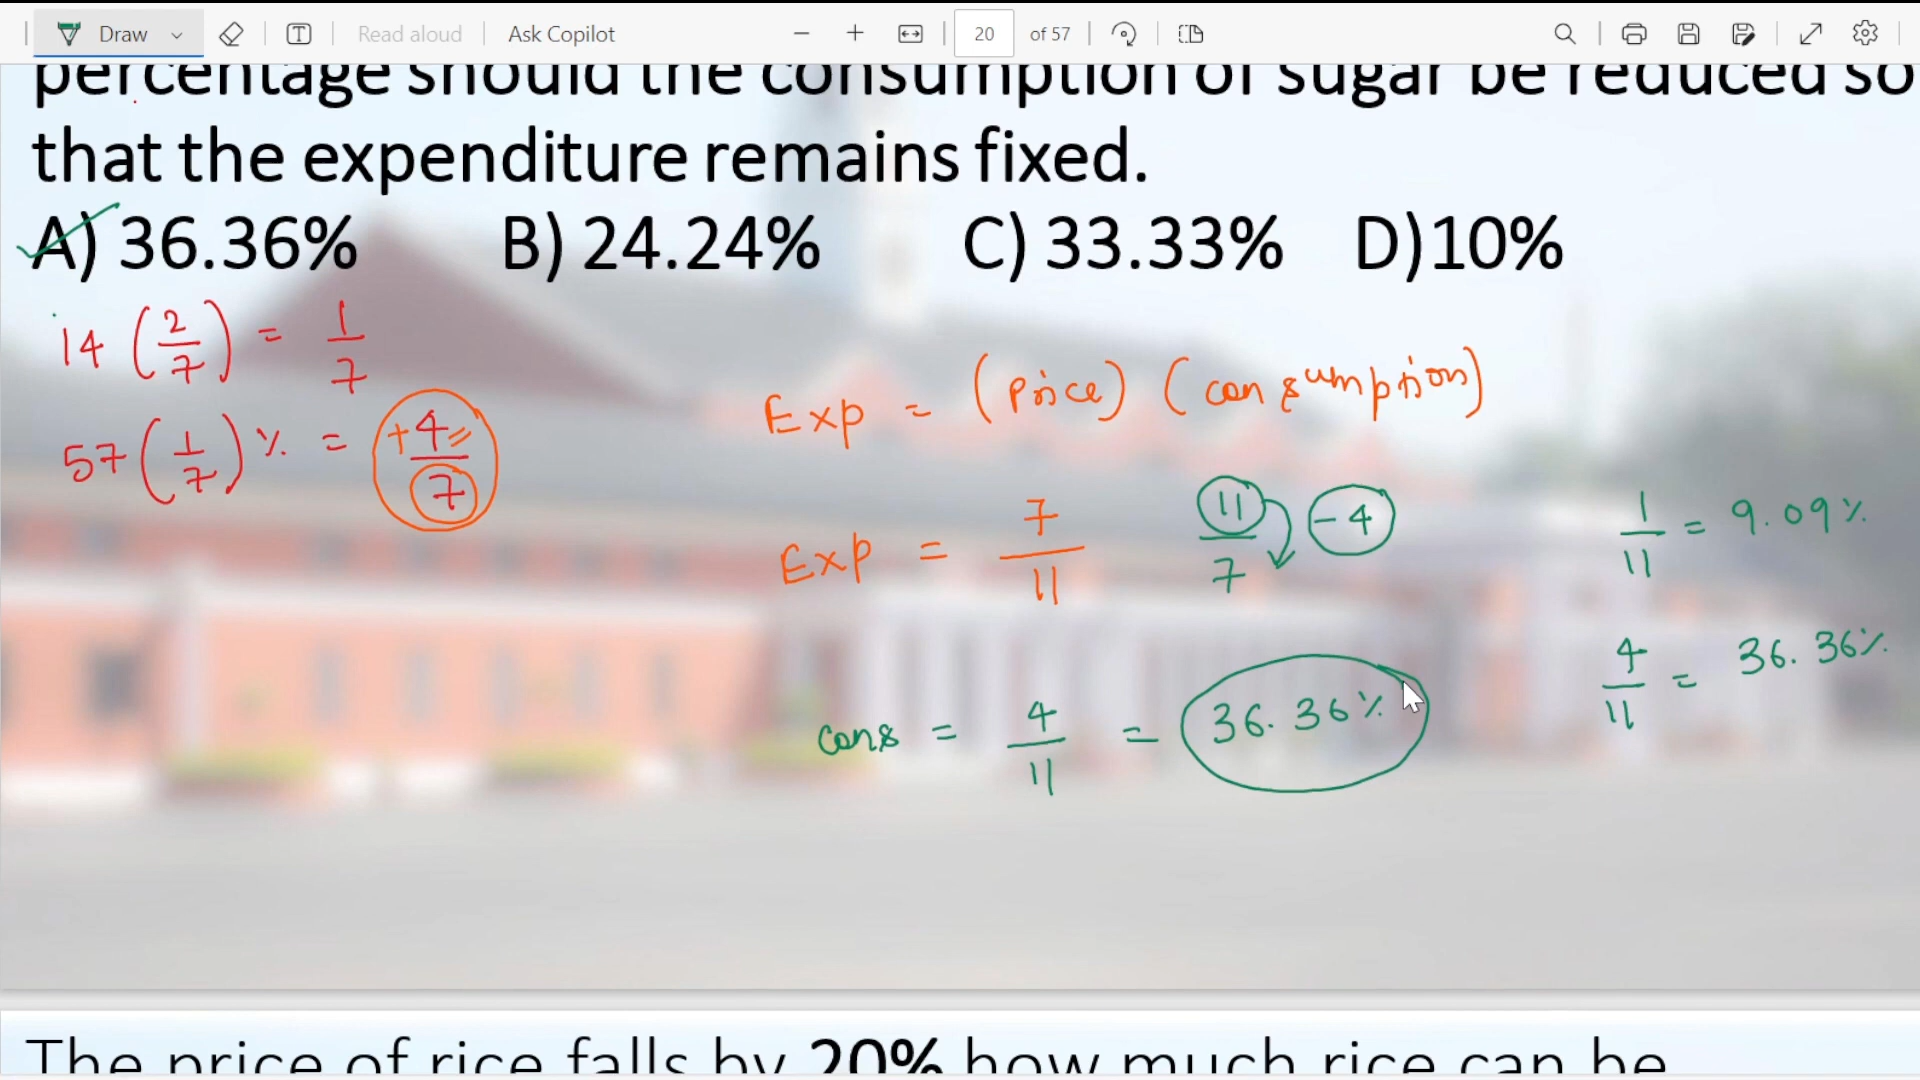 Draw Read aloud Ask Copilot 20 of 57
percentage should the consumption of sugar be reduced so
that the expenditure remains fixed.
A) 36.36% B) 24.24% C) 33.33% D)10%
14 (2/7) = 1/7
Exp = (Price) (consumption)
57 (1/7) % = +4/7
Exp = 7/11 11/7 -4 1/11 = 9.09%
cons = 4/11 = 36.36% 4/11 = 36.36%
The price of rice falls by 20% how much rice can be